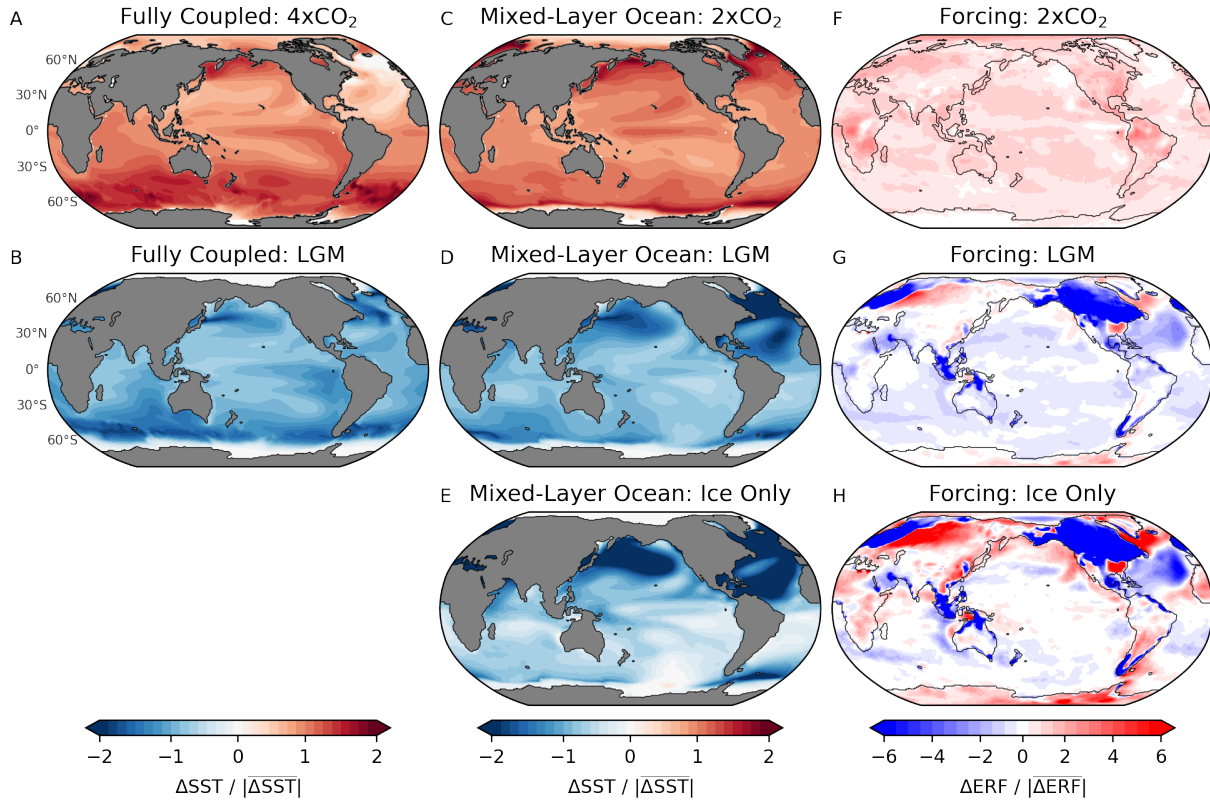 A Fully Coupled: 4xCO₂
C Mixed-Layer Ocean: 2xCO₂
F Forcing: 2xCO₂
60°N
30°N
0°
30°S
60°S
B Fully Coupled: LGM
D Mixed-Layer Ocean: LGM
G Forcing: LGM
60°N
30°N
0°
30°S
60°S
E Mixed-Layer Ocean: Ice Only
H Forcing: Ice Only
−2 −1 0 1 2
ΔSST / |\overline{ΔSST}|
−2 −1 0 1 2
ΔSST / |\overline{ΔSST}|
−6 −4 −2 0 2 4 6
ΔERF / |\overline{ΔERF}|